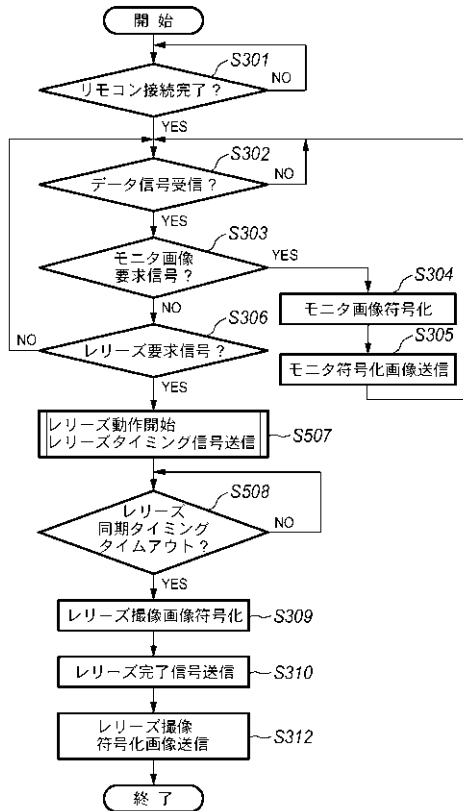 開 始
S301
リモコン接続完了？
NO
YES
S302
データ信号受信？
NO
YES
S303
モニタ画像
要求信号？
YES
S304
モニタ画像符号化
NO
S305
モニタ符号化画像送信
S306
レリーズ要求信号？
NO
YES
レリーズ動作開始
レリーズタイミング信号送信
S507
S508
レリーズ
同期タイミング
タイムアウト？
NO
YES
レリーズ撮像画像符号化
S309
レリーズ完了信号送信
S310
レリーズ撮像
符号化画像送信
S312
終 了